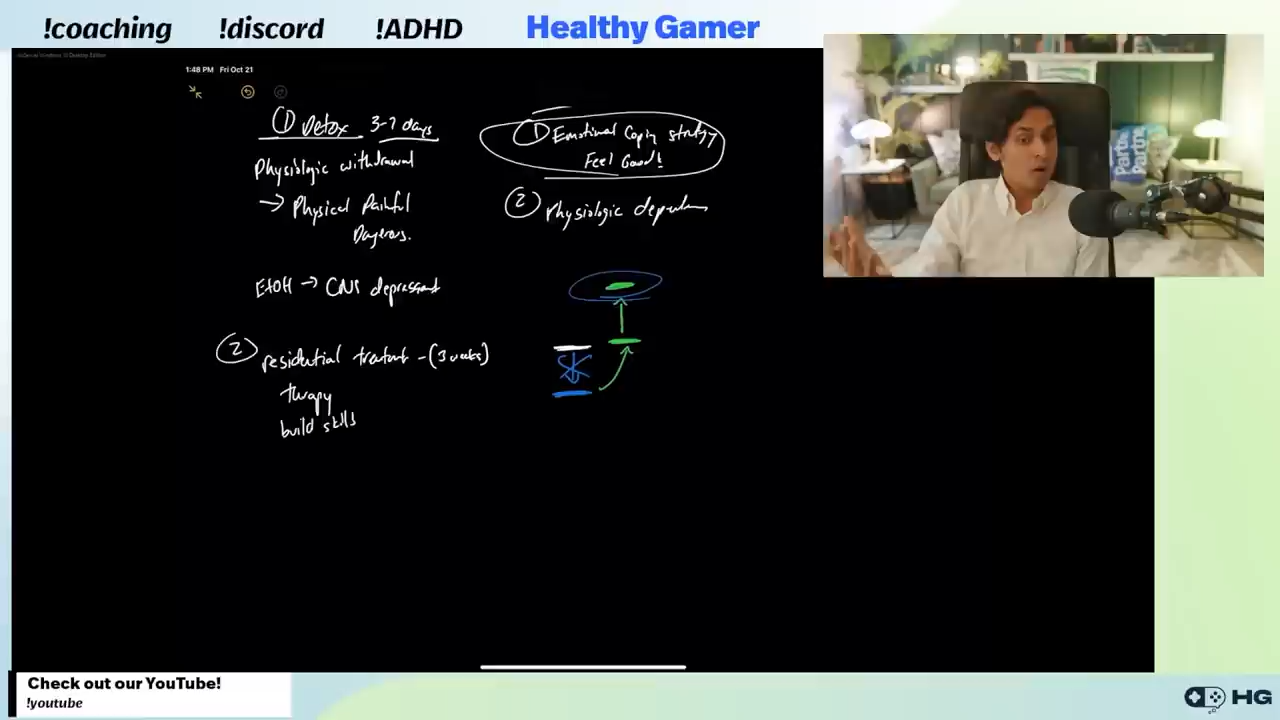 !coaching !discord !ADHD Healthy Gamer
1:48 PM Fri Oct 21
① Detox 3-7 days
Physiologic withdrawal
→ Physical Painful
Dangerous.
EtOH → CNS depressant
② residential treatment - (3 weeks)
therapy
build skills
① Emotional Coping strategy
Feel Good!
② physiologic
Check out our YouTube!
!youtube
HG